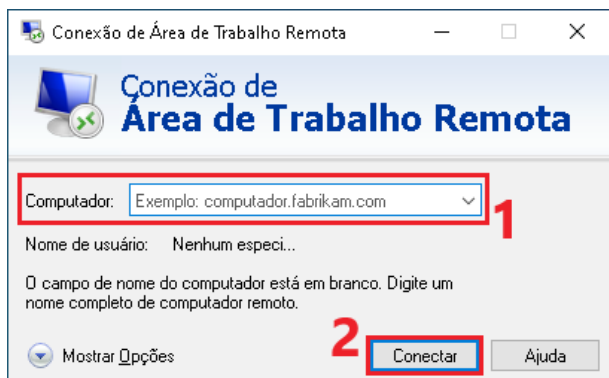 Conexão de Área de Trabalho Remota
Conexão de
Área de Trabalho Remota
Computador: Exemplo: computador.fabrikam.com 1
Nome de usuário: Nenhum especi...
O campo de nome do computador está em branco. Digite um
nome completo de computador remoto.
Mostrar Opções 2 Conectar Ajuda